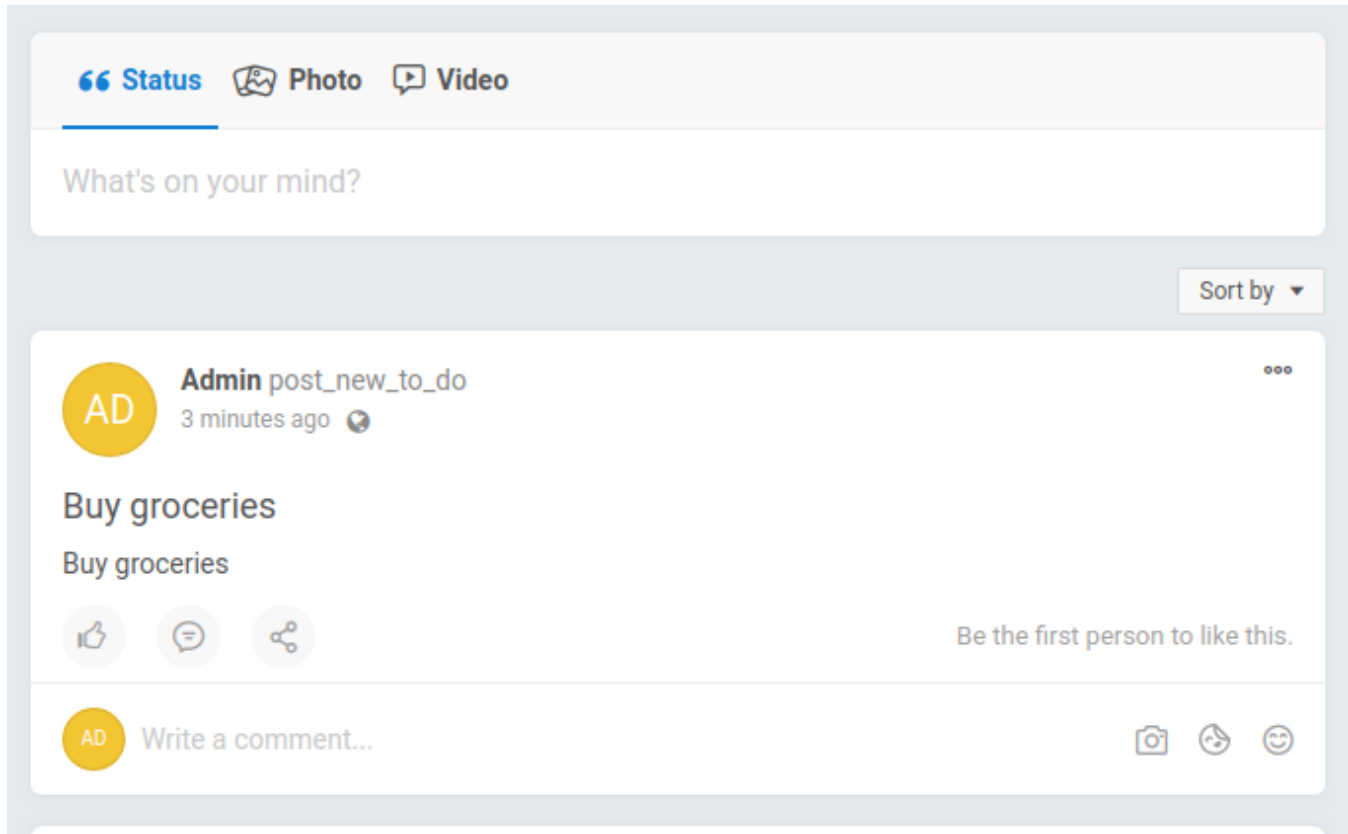 Status Photo Video
What's on your mind?
Sort by
Admin post_new_to_do
AD
3 minutes ago
Buy groceries
Buy groceries
Be the first person to like this.
AD Write a comment...